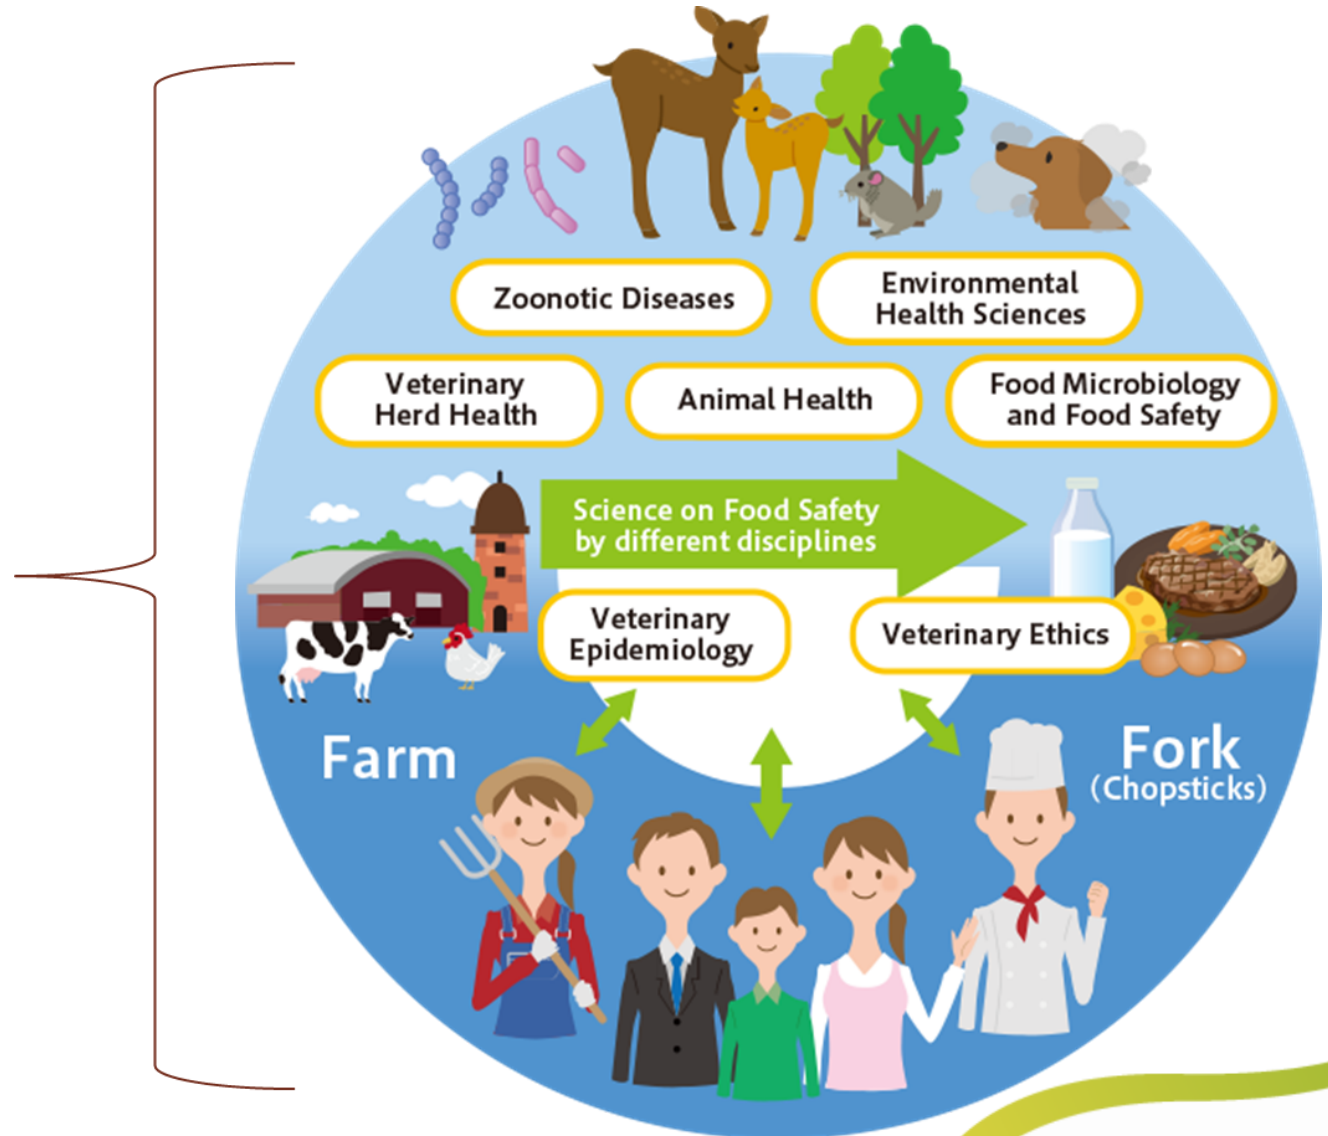 Zoonotic Diseases
Environmental
Health Sciences
Veterinary
Herd Health
Animal Health
Food Microbiology
and Food Safety
Science on Food Safety
by different disciplines
Veterinary
Epidemiology
Veterinary Ethics
Farm
Fork
(Chopsticks)